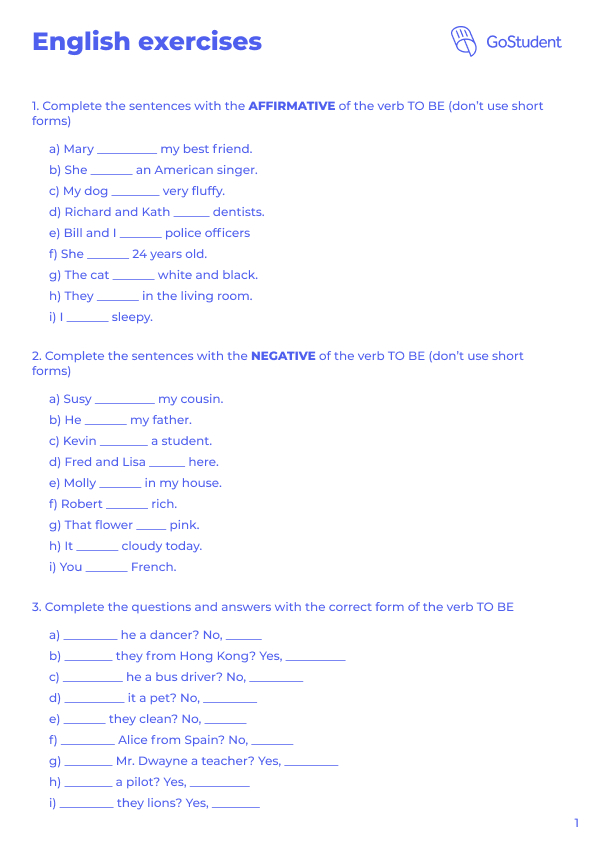 English exercises
GoStudent
1. Complete the sentences with the AFFIRMATIVE of the verb TO BE (don’t use short
forms)
a) Mary __________ my best friend.
b) She _______ an American singer.
c) My dog ________ very fluffy.
d) Richard and Kath ______ dentists.
e) Bill and I _______ police officers
f) She _______ 24 years old.
g) The cat _______ white and black.
h) They _______ in the living room.
i) I _______ sleepy.
2. Complete the sentences with the NEGATIVE of the verb TO BE (don’t use short
forms)
a) Susy __________ my cousin.
b) He _______ my father.
c) Kevin ________ a student.
d) Fred and Lisa ______ here.
e) Molly _______ in my house.
f) Robert _______ rich.
g) That flower _____ pink.
h) It _______ cloudy today.
i) You _______ French.
3. Complete the questions and answers with the correct form of the verb TO BE
a) _________ he a dancer? No, ______
b) ________ they from Hong Kong? Yes, __________
c) __________ he a bus driver? No, _________
d) __________ it a pet? No, _________
e) _______ they clean? No, _______
f) _________ Alice from Spain? No, _______
g) ________ Mr. Dwayne a teacher? Yes, _________
h) ________ a pilot? Yes, __________
i) _________ they lions? Yes, ________
1